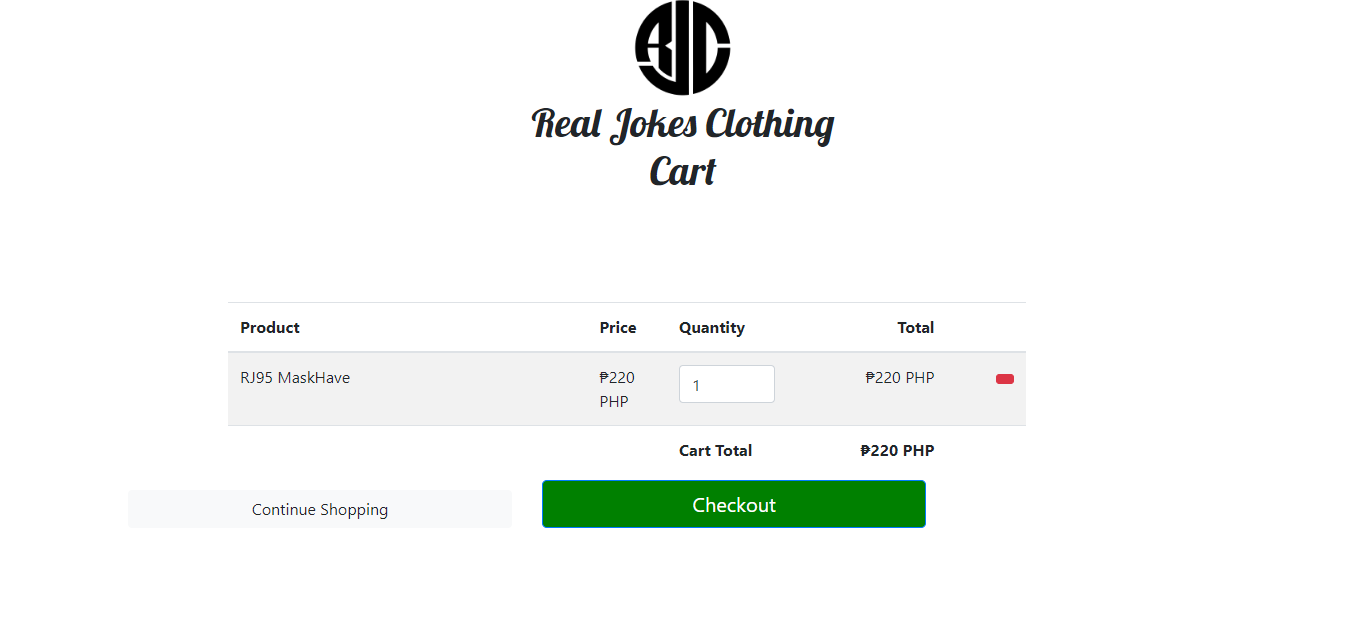 RJC
Real Jokes Clothing
Cart
Product Price Quantity Total
RJ95 MaskHave ₱220 PHP 1 ₱220 PHP
Cart Total ₱220 PHP
Continue Shopping Checkout